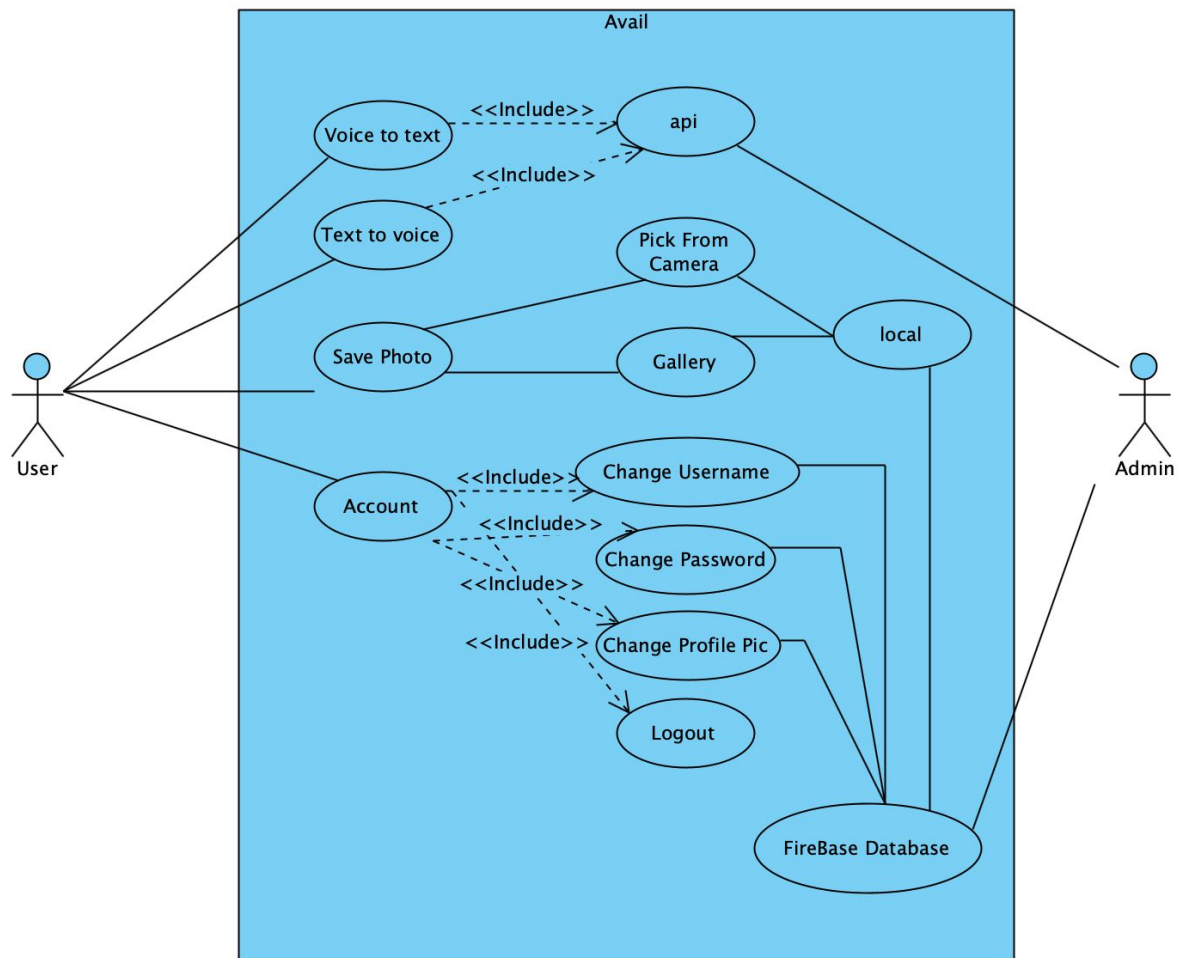 Avail
Voice to text
<<Include>>
api
Text to voice
<<Include>>
Pick From
Camera
Save Photo
Gallery
local
User
Admin
Account
<<Include>>
Change Username
<<Include>>
Change Password
<<Include>>
Change Profile Pic
<<Include>>
Logout
FireBase Database